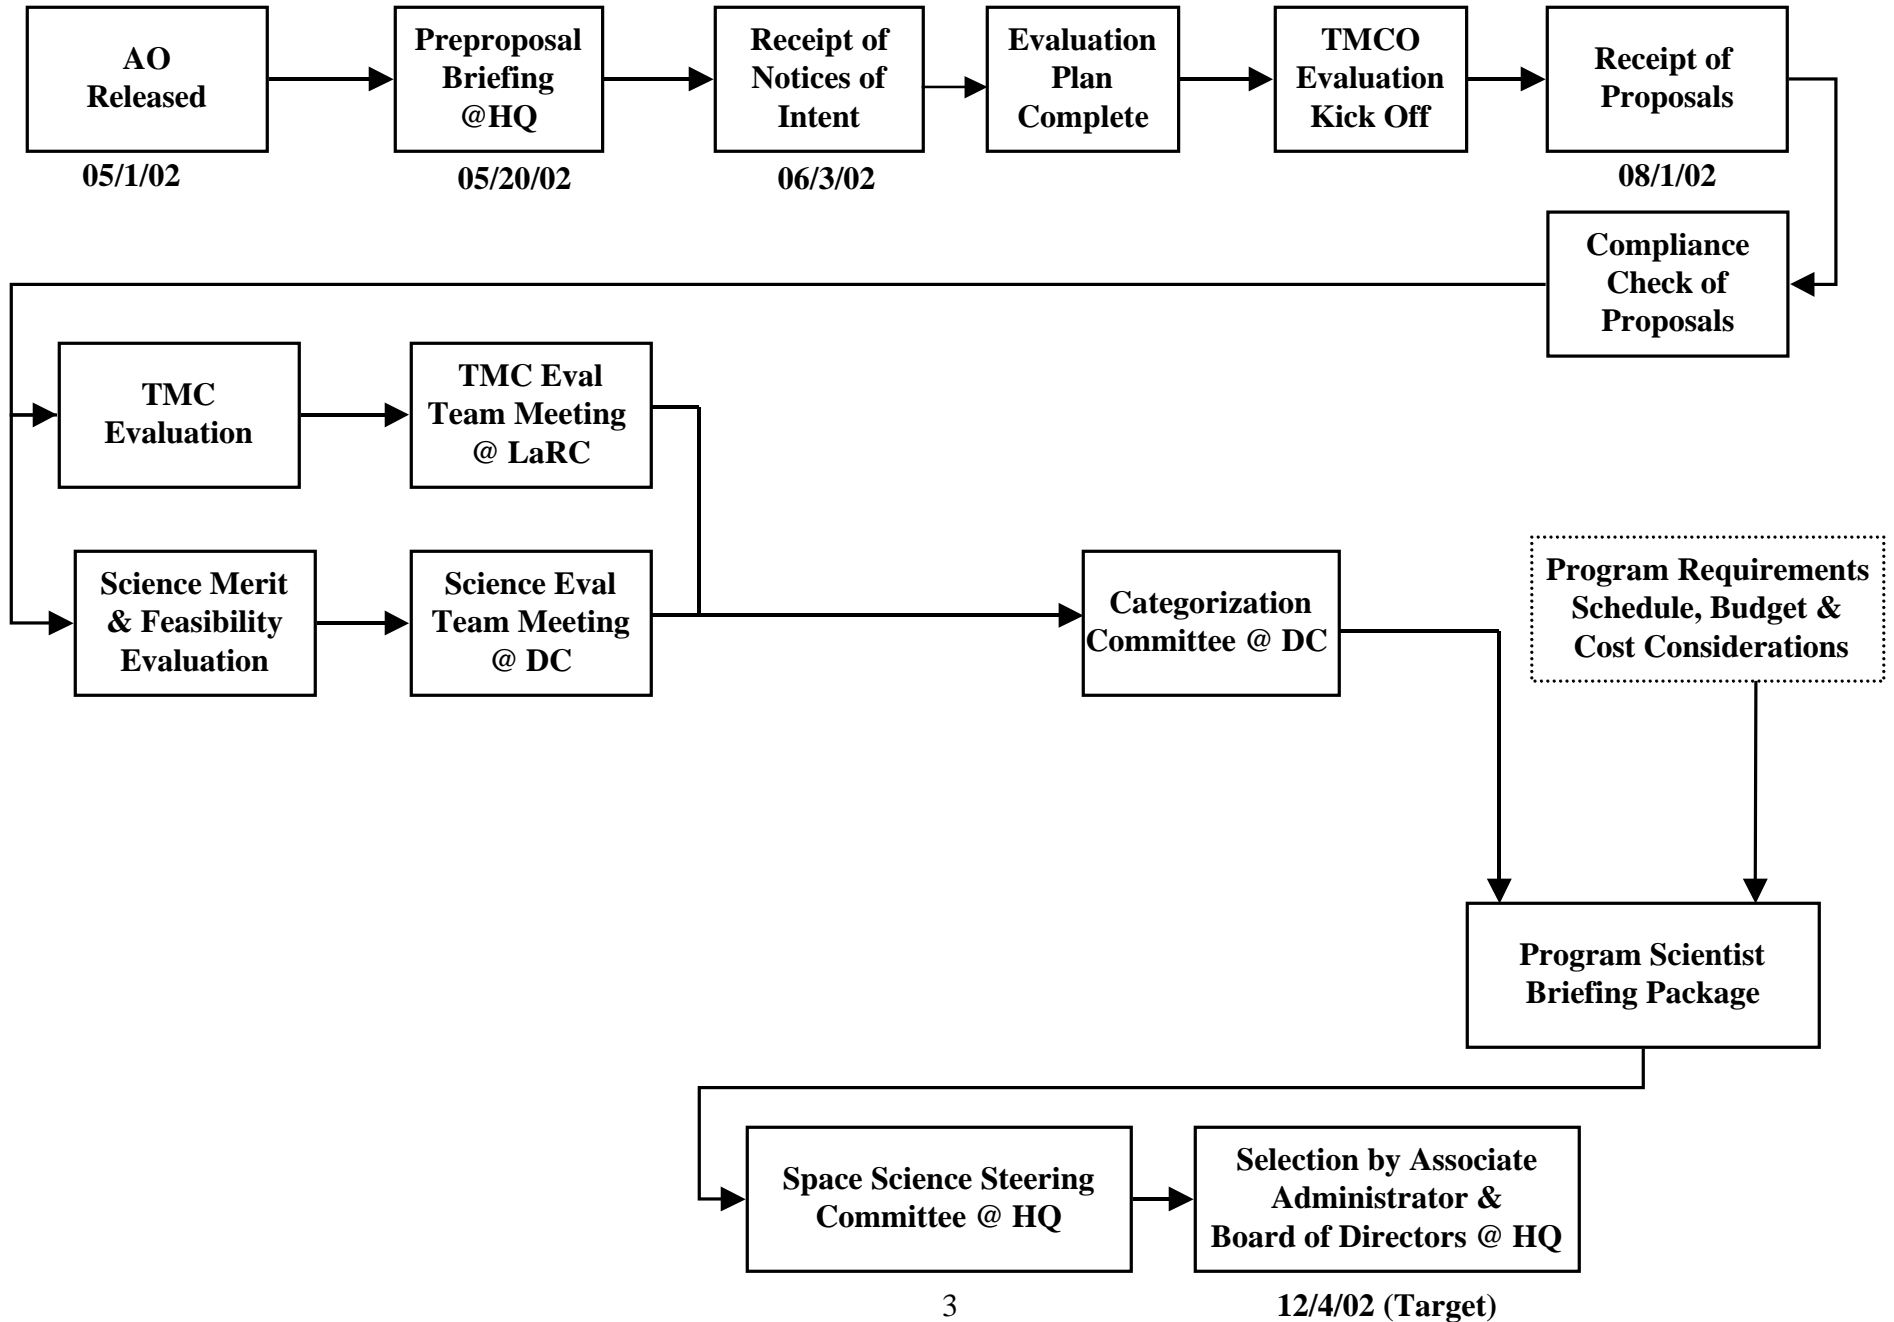 AO
Released
05/1/02
Preproposal
Briefing
@HQ
05/20/02
Receipt of
Notices of
Intent
06/3/02
Evaluation
Plan
Complete
TMCO
Evaluation
Kick Off
Receipt of
Proposals
08/1/02
Compliance
Check of
Proposals
TMC
Evaluation
TMC Eval
Team Meeting
@ LaRC
Science Merit
& Feasibility
Evaluation
Science Eval
Team Meeting
@ DC
Categorization
Committee @ DC
Program Requirements
Schedule, Budget &
Cost Considerations
Program Scientist
Briefing Package
Space Science Steering
Committee @ HQ
Selection by Associate
Administrator &
Board of Directors @ HQ
12/4/02 (Target)
3